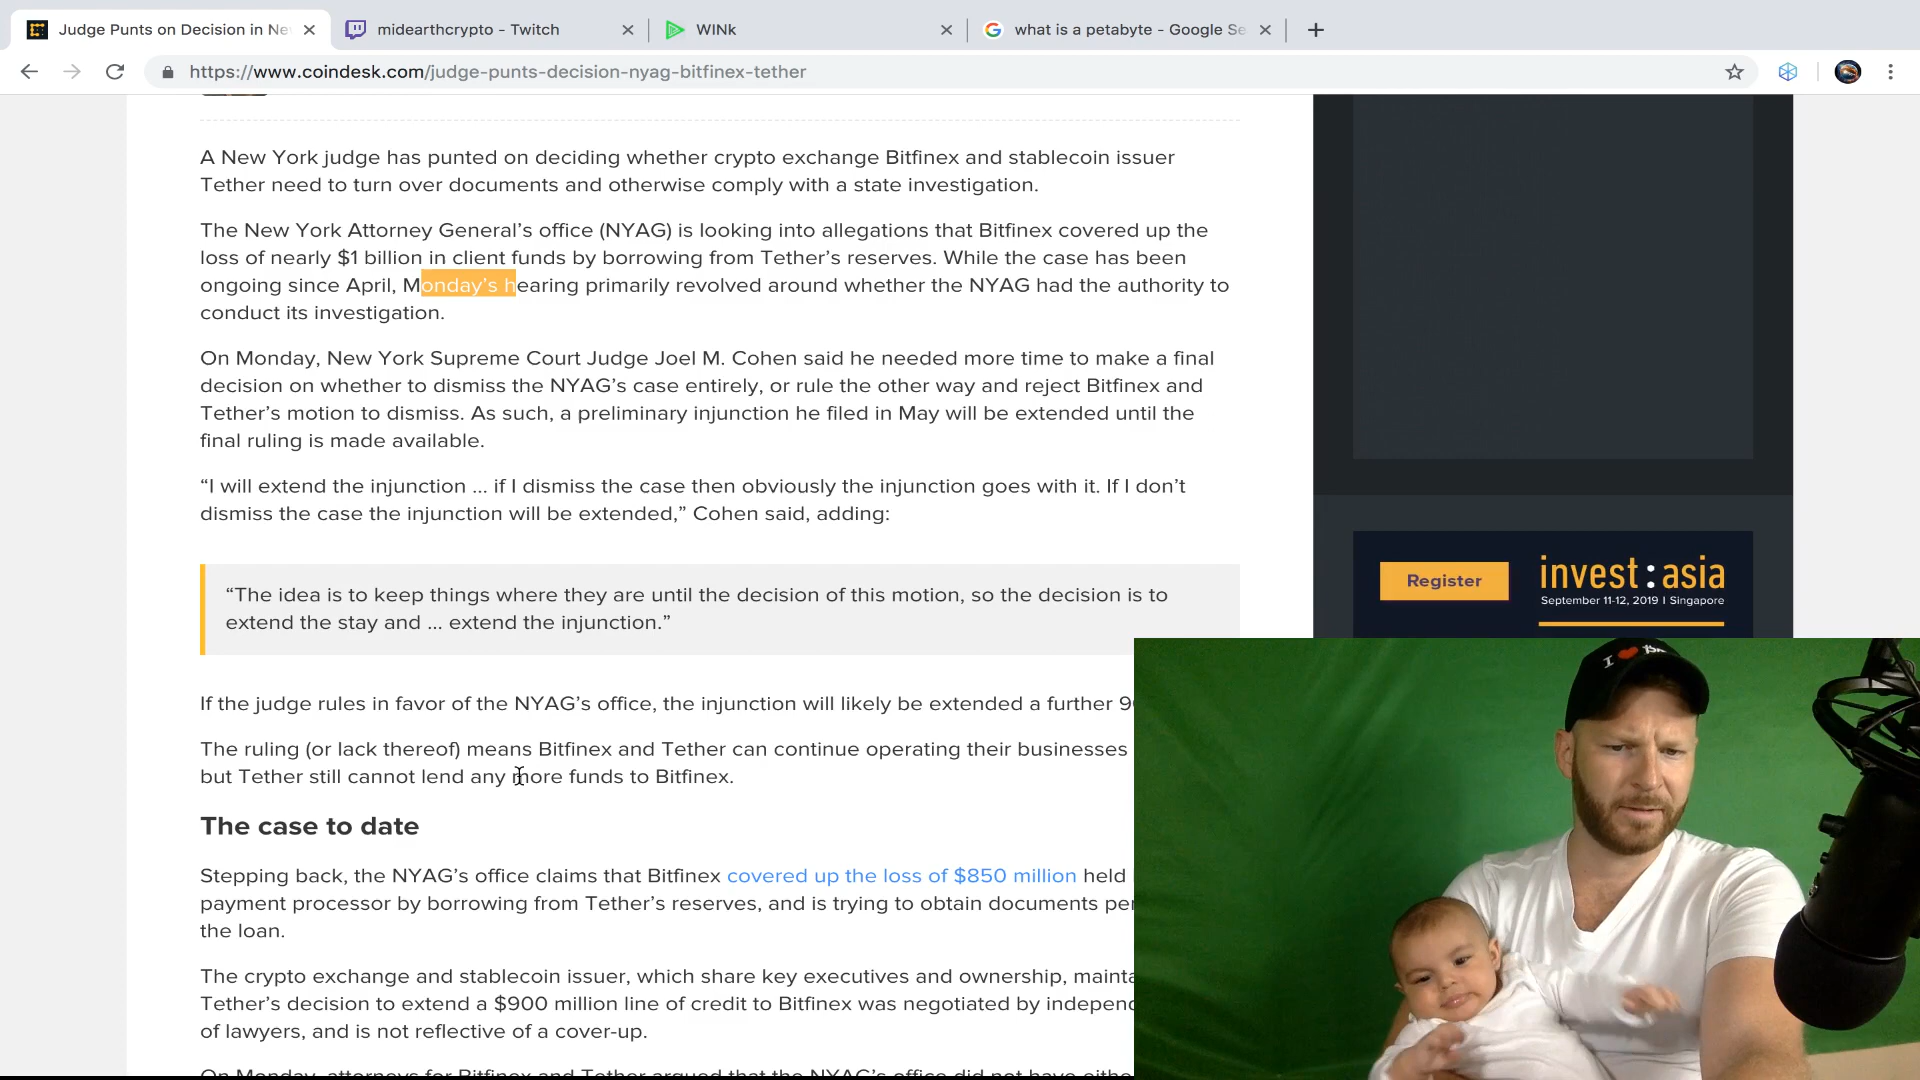 Judge Punts on Decision in Ne
midearthcrypto - Twitch
WINk
what is a petabyte - Google Se
https://www.coindesk.com/judge-punts-decision-nyag-bitfinex-tether
A New York judge has punted on deciding whether crypto exchange Bitfinex and stablecoin issuer
Tether need to turn over documents and otherwise comply with a state investigation.
The New York Attorney General’s office (NYAG) is looking into allegations that Bitfinex covered up the
loss of nearly $1 billion in client funds by borrowing from Tether’s reserves. While the case has been
ongoing since April, Monday’s hearing primarily revolved around whether the NYAG had the authority to
conduct its investigation.
On Monday, New York Supreme Court Judge Joel M. Cohen said he needed more time to make a final
decision on whether to dismiss the NYAG’s case entirely, or rule the other way and reject Bitfinex and
Tether’s motion to dismiss. As such, a preliminary injunction he filed in May will be extended until the
final ruling is made available.
“I will extend the injunction ... if I dismiss the case then obviously the injunction goes with it. If I don’t
dismiss the case the injunction will be extended,” Cohen said, adding:
“The idea is to keep things where they are until the decision of this motion, so the decision is to
extend the stay and ... extend the injunction.”
If the judge rules in favor of the NYAG’s office, the injunction will likely be extended a further 9
The ruling (or lack thereof) means Bitfinex and Tether can continue operating their businesses
but Tether still cannot lend any more funds to Bitfinex.
The case to date
Stepping back, the NYAG’s office claims that Bitfinex covered up the loss of $850 million held
payment processor by borrowing from Tether’s reserves, and is trying to obtain documents per
the loan.
The crypto exchange and stablecoin issuer, which share key executives and ownership, mainta
Tether’s decision to extend a $900 million line of credit to Bitfinex was negotiated by independ
of lawyers, and is not reflective of a cover-up.
On Monday, attorneys for Bitfinex and Tether argued that the NYAG’s office did not have eithe
Register
invest:asia
September 11-12, 2019 | Singapore
I